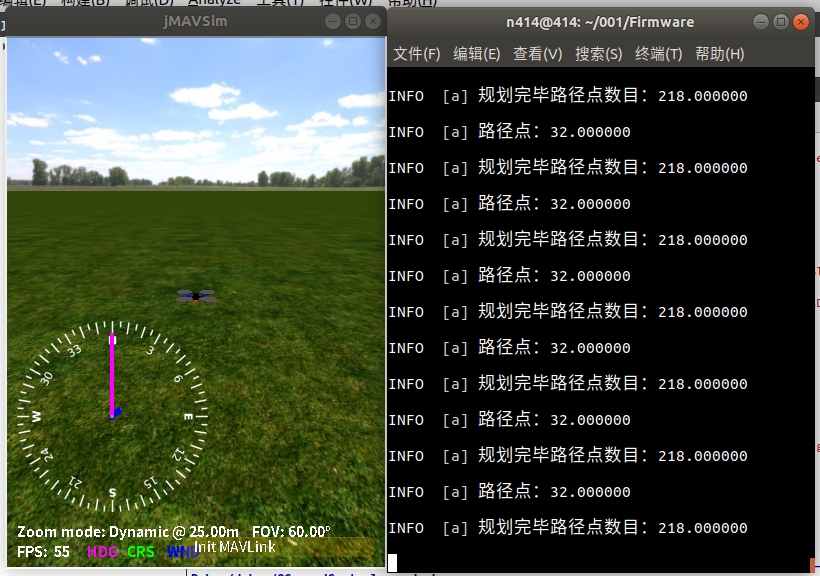 jMAVSim
n414@414: ~/001/Firmware
文件(F) 编辑(E) 查看(V) 搜索(S) 终端(T) 帮助(H)
INFO [a] 规划完毕路径点数目: 218.000000
INFO [a] 路径点: 32.000000
INFO [a] 规划完毕路径点数目: 218.000000
INFO [a] 路径点: 32.000000
INFO [a] 规划完毕路径点数目: 218.000000
INFO [a] 路径点: 32.000000
INFO [a] 规划完毕路径点数目: 218.000000
INFO [a] 路径点: 32.000000
INFO [a] 规划完毕路径点数目: 218.000000
INFO [a] 路径点: 32.000000
INFO [a] 规划完毕路径点数目: 218.000000
INFO [a] 路径点: 32.000000
INFO [a] 规划完毕路径点数目: 218.000000
33
3
30
6
W
E
24
12
21
15
S
Zoom mode: Dynamic @ 25.00m FOV: 60.00°
FPS: 55 HDG CRS WND Init MAVLink